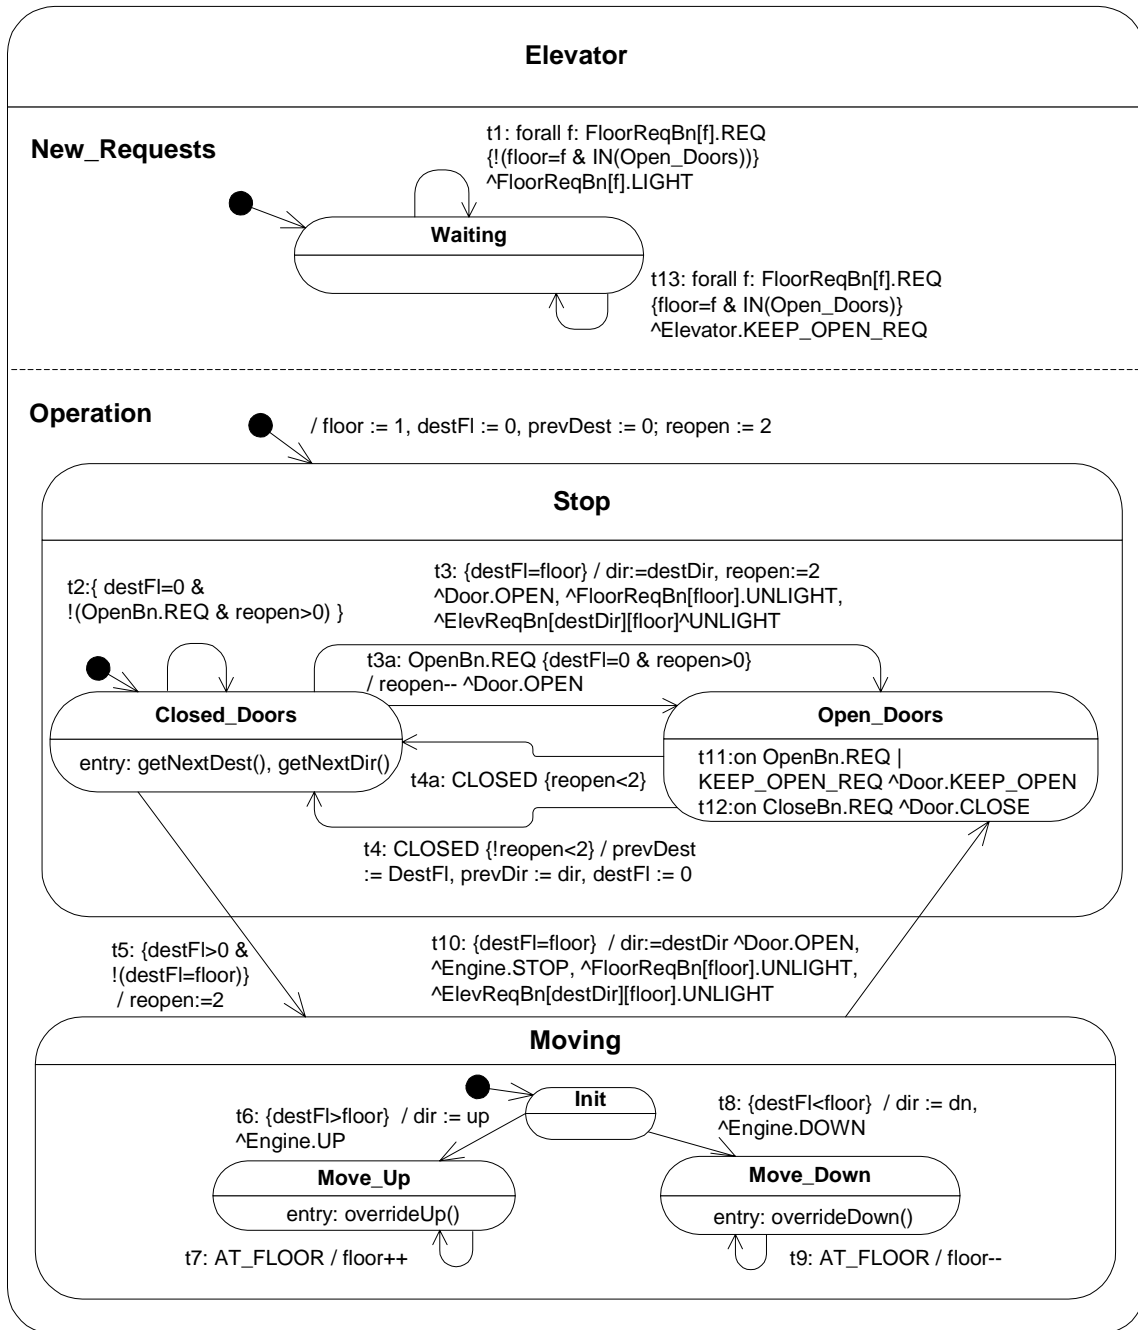 Elevator
New_Requests
t1: forall f: FloorReqBn[f].REQ
{!(floor=f & IN(Open_Doors))}
^FloorReqBn[f].LIGHT
Waiting
t13: forall f: FloorReqBn[f].REQ
{floor=f & IN(Open_Doors)}
^Elevator.KEEP_OPEN_REQ
Operation
/ floor := 1, destFl := 0, prevDest := 0; reopen := 2
Stop
t2:{ destFl=0 &
!(OpenBn.REQ & reopen>0) }
t3: {destFl=floor} / dir:=destDir, reopen:=2
^Door.OPEN, ^FloorReqBn[floor].UNLIGHT,
^ElevReqBn[destDir][floor]^UNLIGHT
t3a: OpenBn.REQ {destFl=0 & reopen>0}
/ reopen-- ^Door.OPEN
Closed_Doors
entry: getNextDest(), getNextDir()
Open_Doors
t11:on OpenBn.REQ |
KEEP_OPEN_REQ ^Door.KEEP_OPEN
t12:on CloseBn.REQ ^Door.CLOSE
t4a: CLOSED {reopen<2}
t4: CLOSED {!reopen<2} / prevDest
:= DestFl, prevDir := dir, destFl := 0
t5: {destFl>0 &
!(destFl=floor)}
/ reopen:=2
t10: {destFl=floor} / dir:=destDir ^Door.OPEN,
^Engine.STOP, ^FloorReqBn[floor].UNLIGHT,
^ElevReqBn[destDir][floor].UNLIGHT
Moving
Init
t6: {destFl>floor} / dir := up
^Engine.UP
t8: {destFl<floor} / dir := dn,
^Engine.DOWN
Move_Up
entry: overrideUp()
Move_Down
entry: overrideDown()
t7: AT_FLOOR / floor++
t9: AT_FLOOR / floor--